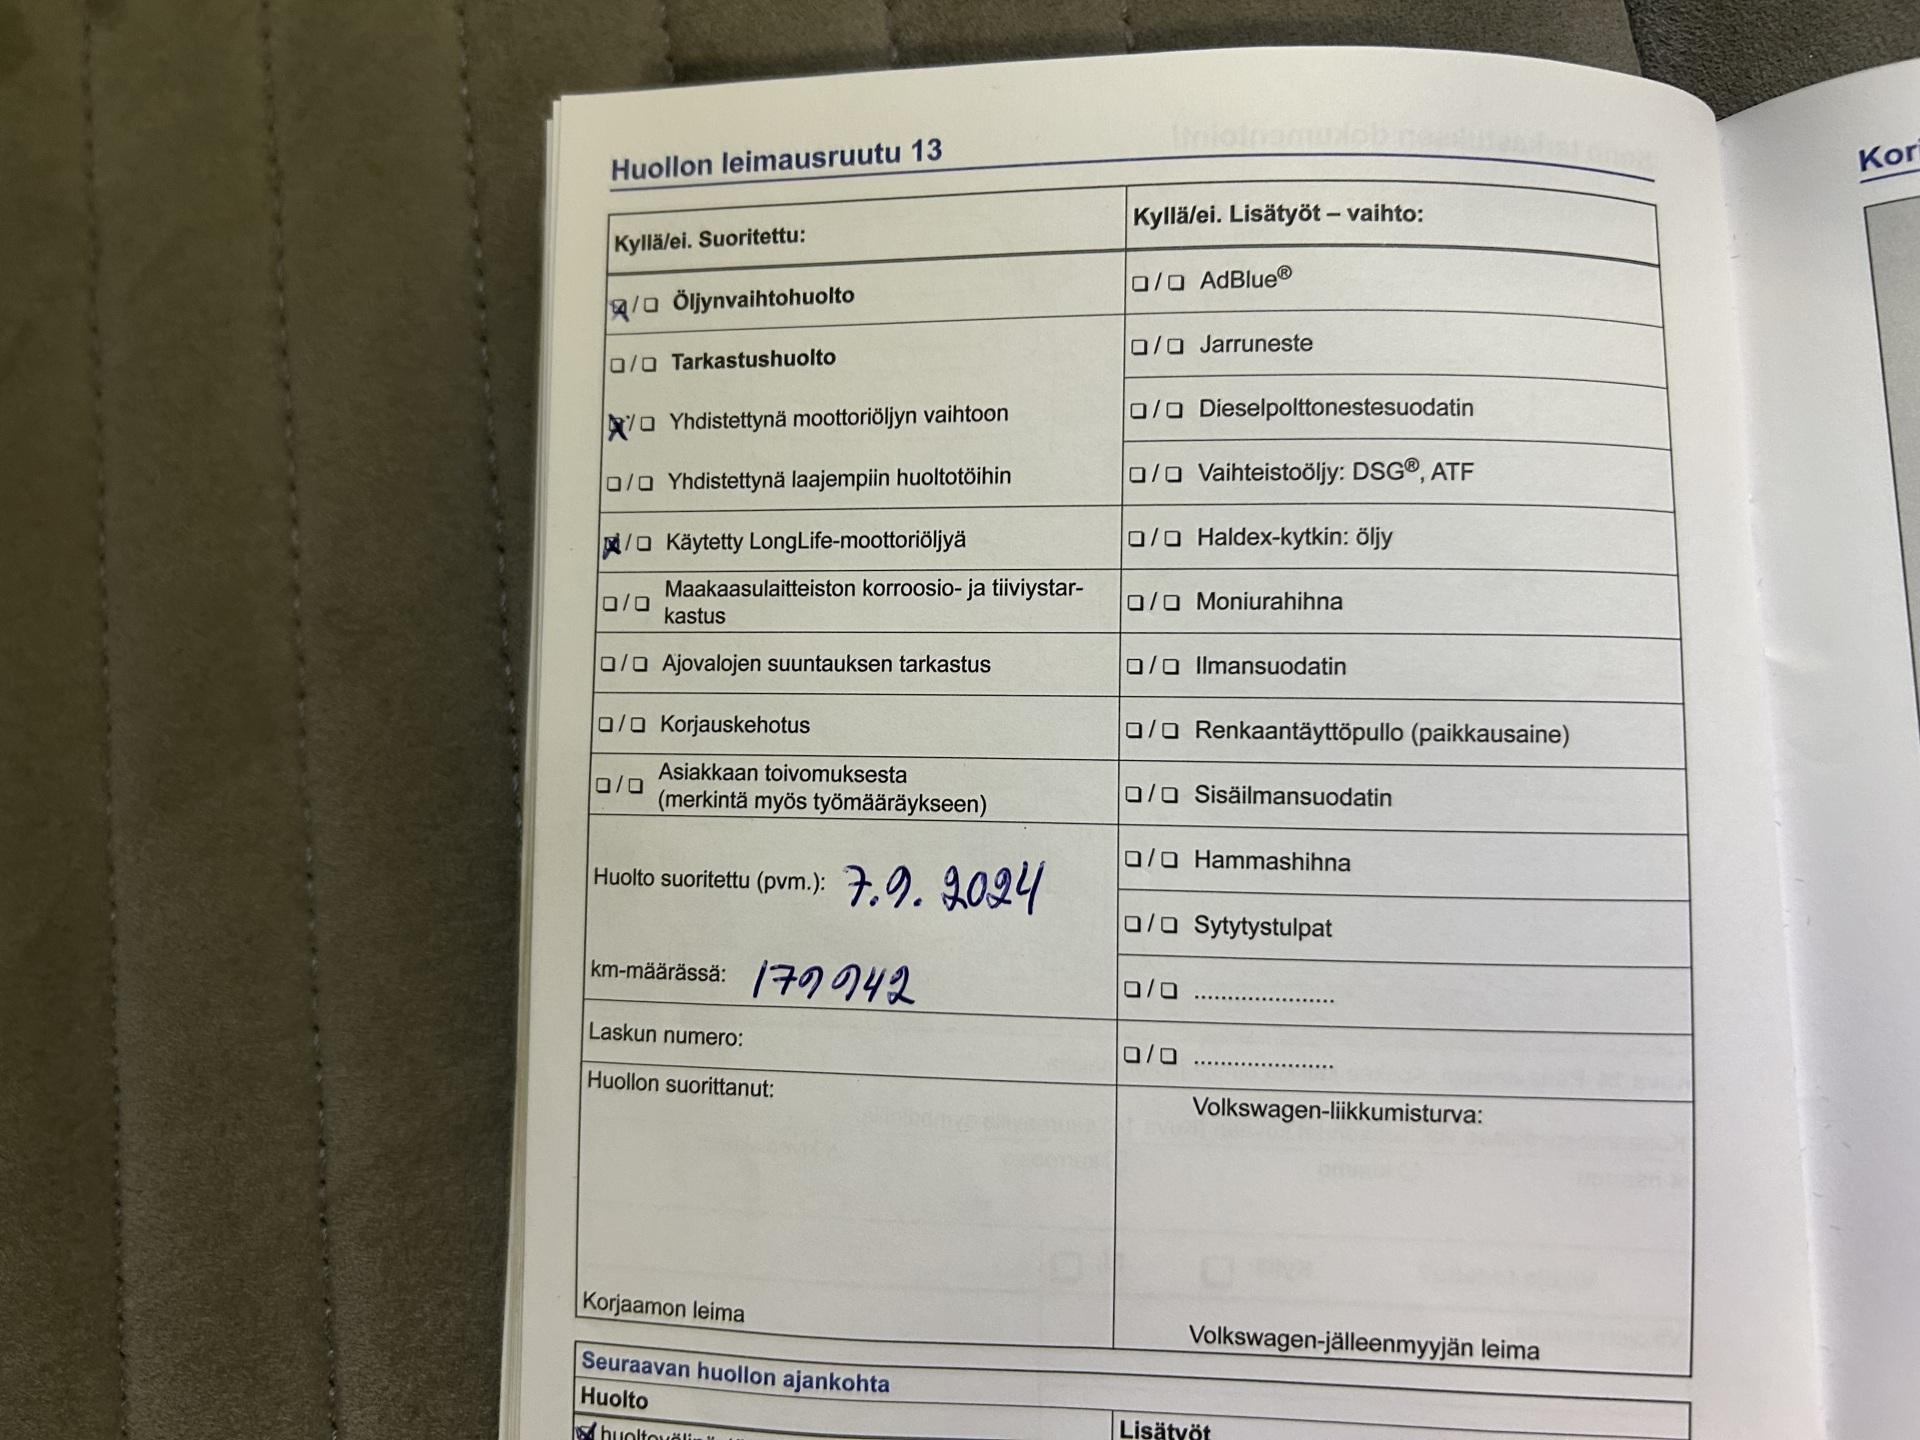 Huollon leimausruutu 13
Kyllä/ei. Suoritettu:
☒/☐ Öljynvaihtohuolto
☐/☐ Tarkastushuolto
☒/☐ Yhdistettynä moottoriöljyn vaihtoon
☐/☐ Yhdistettynä laajempiin huoltotöihin
☒/☐ Käytetty LongLife-moottoriöljyä
☐/☐ Maakaasulaitteiston korroosio- ja tiiviystar-
kastus
☐/☐ Ajovalojen suuntauksen tarkastus
☐/☐ Korjauskehotus
☐/☐ Asiakkaan toivomuksesta
(merkintä myös työmääräykseen)
Huolto suoritettu (pvm.): 7.9. 2024
km-määrässä: 179942
Laskun numero:
Huollon suorittanut:
Korjaamon leima
Kyllä/ei. Lisätyöt – vaihto:
☐/☐ AdBlue®
☐/☐ Jarruneste
☐/☐ Dieselpolttonestesuodatin
☐/☐ Vaihteistoöljy: DSG®, ATF
☐/☐ Haldex-kytkin: öljy
☐/☐ Moniurahihna
☐/☐ Ilmansuodatin
☐/☐ Renkaantäyttöpullo (paikkausaine)
☐/☐ Sisäilmansuodatin
☐/☐ Hammashihna
☐/☐ Sytytystulpat
☐/☐ .....................
☐/☐ .....................
Volkswagen-liikkumisturva:
Volkswagen-jälleenmyyjän leima
Seuraavan huollon ajankohta
Huolto
Lisätyöt